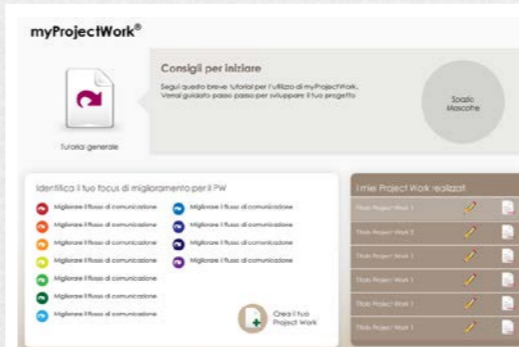 myProjectWork®
Consigli per iniziare
Segui questo breve tutorial per l'utilizzo di myProjectWork.
Verrai guidato passo passo per sviluppare il tuo progetto
Spazio
Mascotte
Tutorial generale
Identifica il tuo focus di miglioramento per il PW
Migliorare il flusso di comunicazione
Migliorare il flusso di comunicazione
Migliorare il flusso di comunicazione
Migliorare il flusso di comunicazione
Migliorare il flusso di comunicazione
Migliorare il flusso di comunicazione
Migliorare il flusso di comunicazione
Migliorare il flusso di comunicazione
Migliorare il flusso di comunicazione
Migliorare il flusso di comunicazione
Migliorare il flusso di comunicazione
Crea il tuo
Project Work
I miei Project Work realizzati
Titolo Project Work 1
Titolo Project Work 2
Titolo Project Work 1
Titolo Project Work 1
Titolo Project Work 1
Titolo Project Work 1